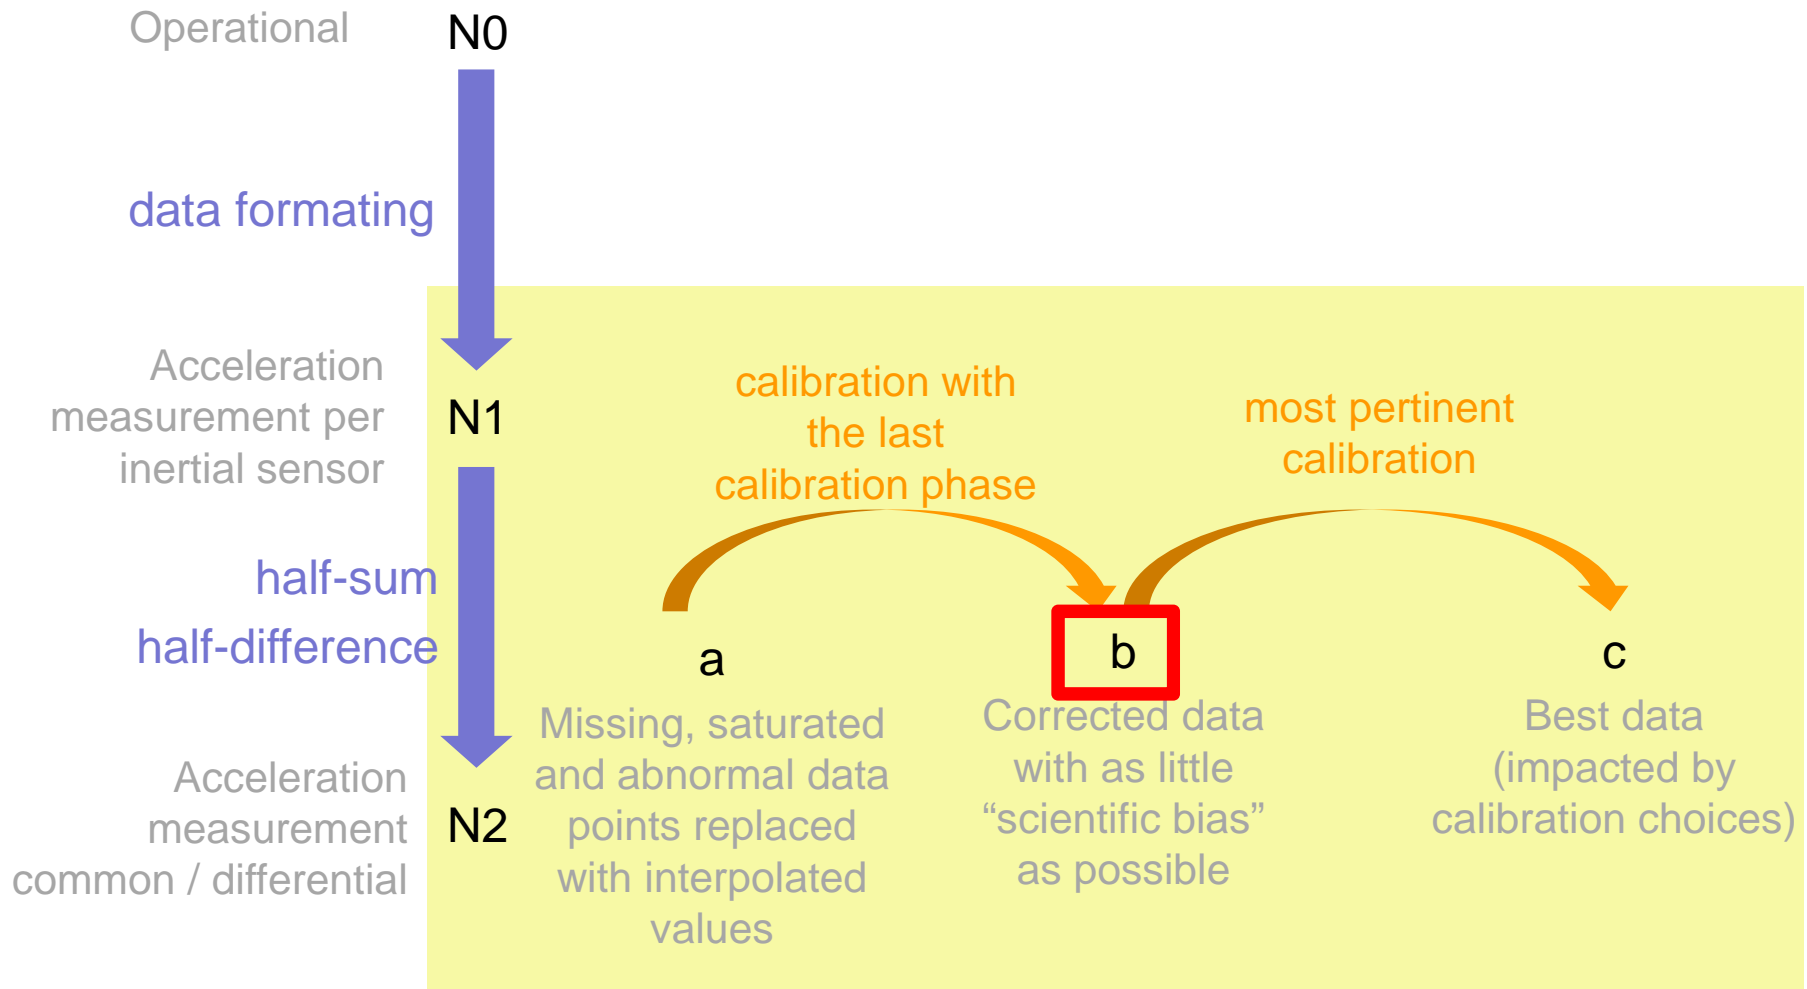 Operational
N0
data formating
Acceleration
measurement per
inertial sensor
N1
calibration with
the last
calibration phase
most pertinent
calibration
half-sum
half-difference
a
Missing, saturated
and abnormal data
points replaced
with interpolated
values
b
Corrected data
with as little
“scientific bias”
as possible
c
Best data
(impacted by
calibration choices)
Acceleration
measurement
common / differential
N2